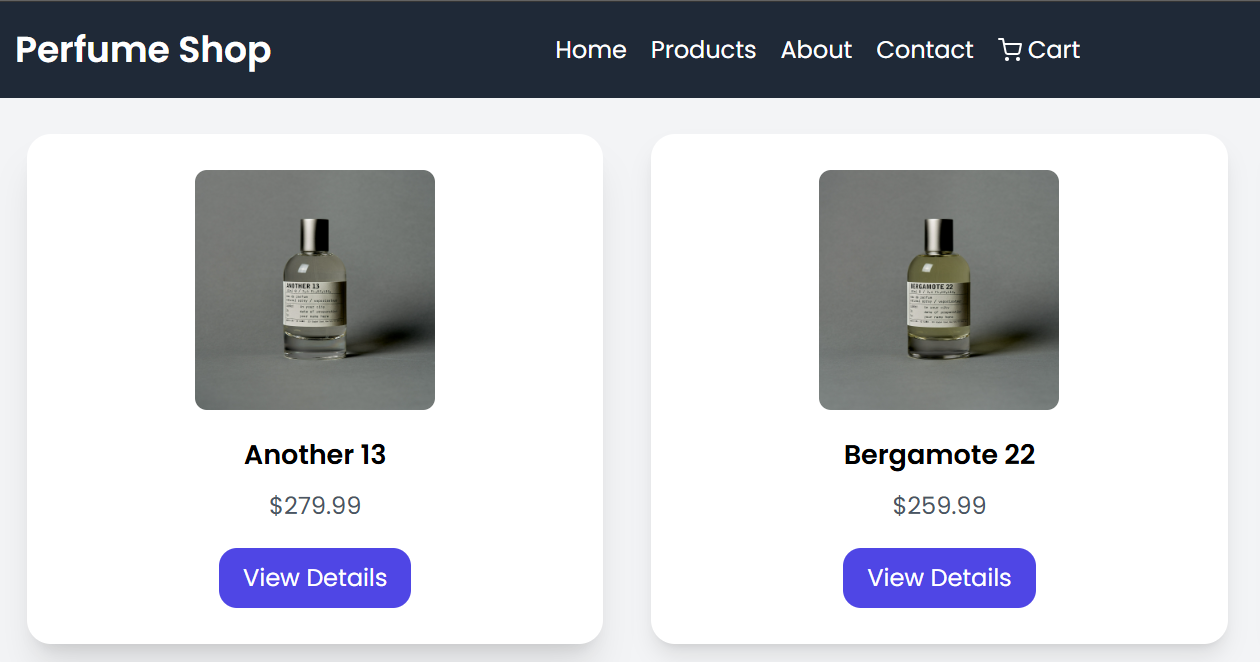 Perfume Shop
Home Products About Contact Cart
ANOTHER 13
BERGAMOTE 22
Another 13
Bergamote 22
$279.99
$259.99
View Details
View Details